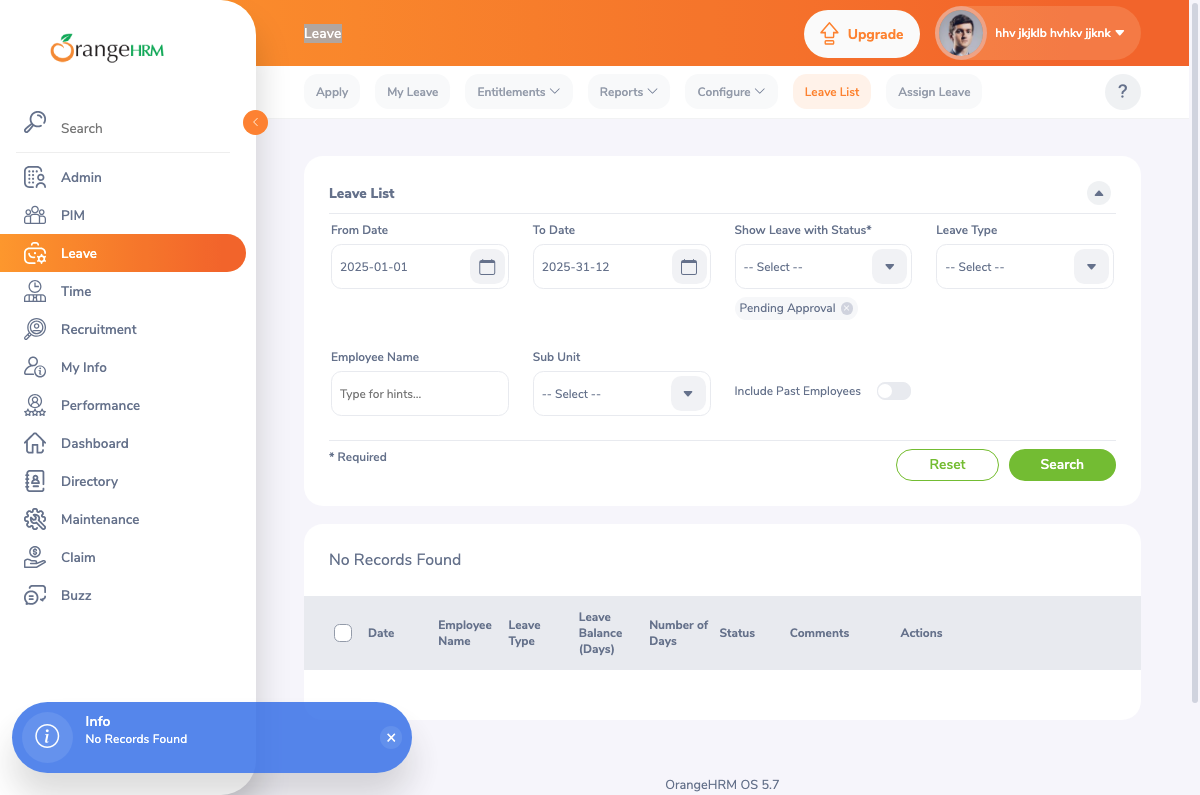 OrangeHRM
Search
Admin
PIM
Leave
Time
Recruitment
My Info
Performance
Dashboard
Directory
Maintenance
Claim
Buzz
Leave
Upgrade
hhv jkjklb hvhkv jjknk
Apply
My Leave
Entitlements
Reports
Configure
Leave List
Assign Leave
?
Leave List
From Date
To Date
Show Leave with Status*
Leave Type
2025-01-01
2025-31-12
-- Select --
-- Select --
Pending Approval
Employee Name
Sub Unit
Type for hints...
-- Select --
Include Past Employees
* Required
Reset
Search
No Records Found
Date
Employee
Name
Leave
Type
Leave
Balance
(Days)
Number of
Days
Status
Comments
Actions
Info
No Records Found
OrangeHRM OS 5.7